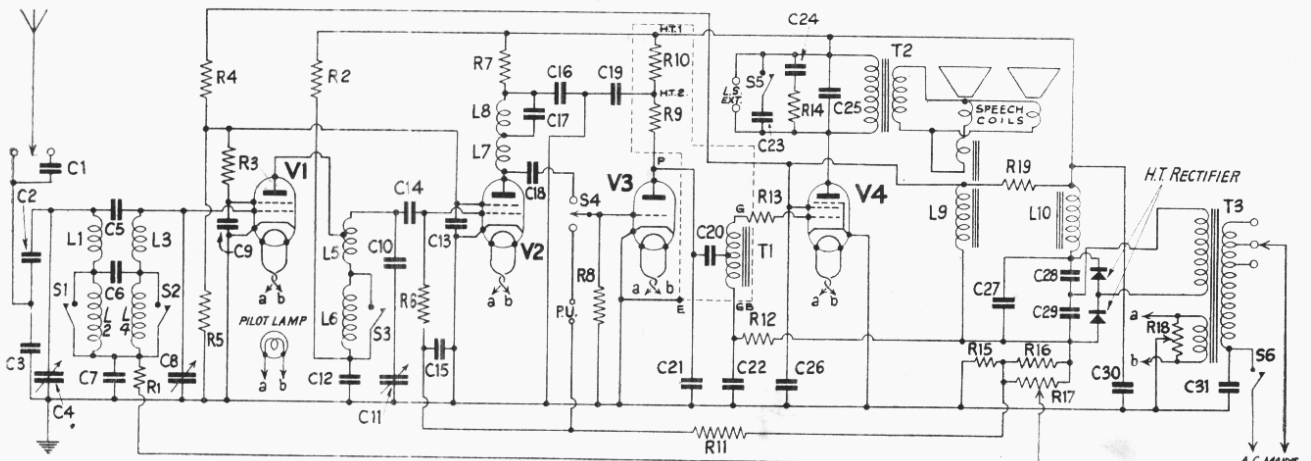 C24
H.T.1
T2
R4
R2
R7
C16
C19
R10
S5
L.S. EXT.
R14
C25
SPEECH COILS
H.T.2
L8
C17
R9
C23
C1
R3
V1
L7
P
R19
H.T. RECTIFIER
C2
C14
C18
S4
V3
V4
L9
L10
T3
C5
L1
L3
C9
L5
C10
C13
V2
G
R13
C20
T1
C6
S1
S2
L2
L4
a b
R6
a b
R8
a b
a b
C27
C28
C29
L6
S3
P.U.
E
G.B
R12
a
R18
b
PILOT LAMP
R5
C3
C4
C7
R1
C8
a b
C12
C11
C15
C21
C22
C26
R15
R16
R17
C30
C31
S6
R11
A.C. MAINS